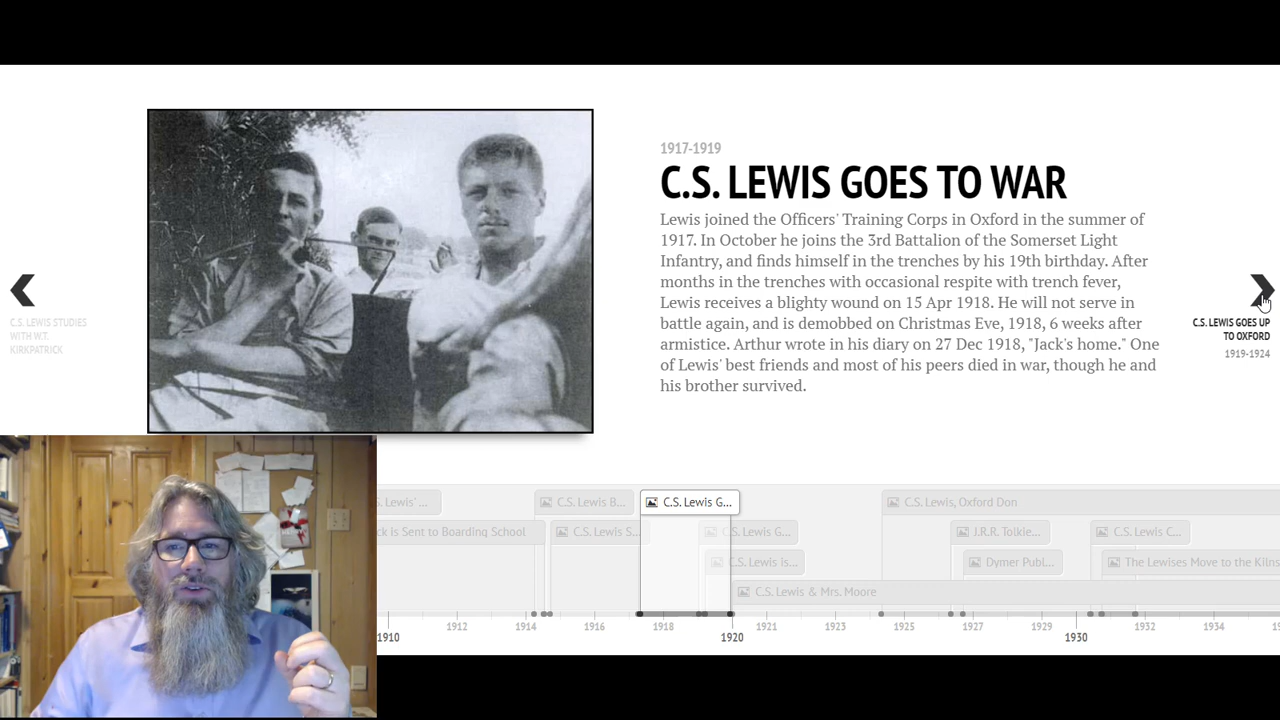 1917-1919
C.S. LEWIS GOES TO WAR
Lewis joined the Officers' Training Corps in Oxford in the summer of
1917. In October he joins the 3rd Battalion of the Somerset Light
Infantry, and finds himself in the trenches by his 19th birthday. After
months in the trenches with occasional respite with trench fever,
Lewis receives a blighty wound on 15 Apr 1918. He will not serve in
battle again, and is demobbed on Christmas Eve, 1918, 6 weeks after
armistice. Arthur wrote in his diary on 27 Dec 1918, "Jack's home." One
of Lewis' best friends and most of his peers died in war, though he and
his brother survived.
C.S. LEWIS STUDIES
WITH W.T.
KIRKPATRICK
C.S. LEWIS GOES UP
TO OXFORD
1919-1924
S. Lewis' ...
C.S. Lewis B...
C.S. Lewis G...
C.S. Lewis, Oxford Don
ck is Sent to Boarding School
C.S. Lewis S...
C.S. Lewis G...
J.R.R. Tolkie...
C.S. Lewis C...
C.S. Lewis Is...
Dymer Publ...
The Lewises Move to the Kilns
C.S. Lewis & Mrs. Moore
1910 1912 1914 1916 1918 1920 1921 1923 1925 1927 1929 1930 1932 1934